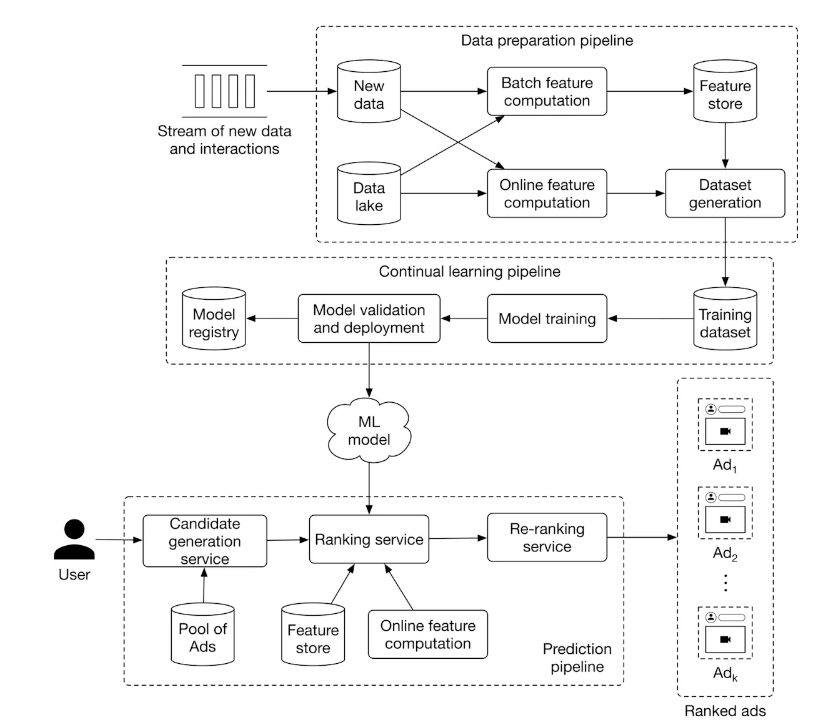 Data preparation pipeline
Stream of new data
and interactions
New
data
Batch feature
computation
Feature
store
Data
lake
Online feature
computation
Dataset
generation
Continual learning pipeline
Model
registry
Model validation
and deployment
Model training
Training
dataset
ML
model
User
Candidate
generation
service
Ranking service
Re-ranking
service
Pool of
Ads
Feature
store
Online feature
computation
Prediction
pipeline
Ad1
Ad2
Adk
Ranked ads